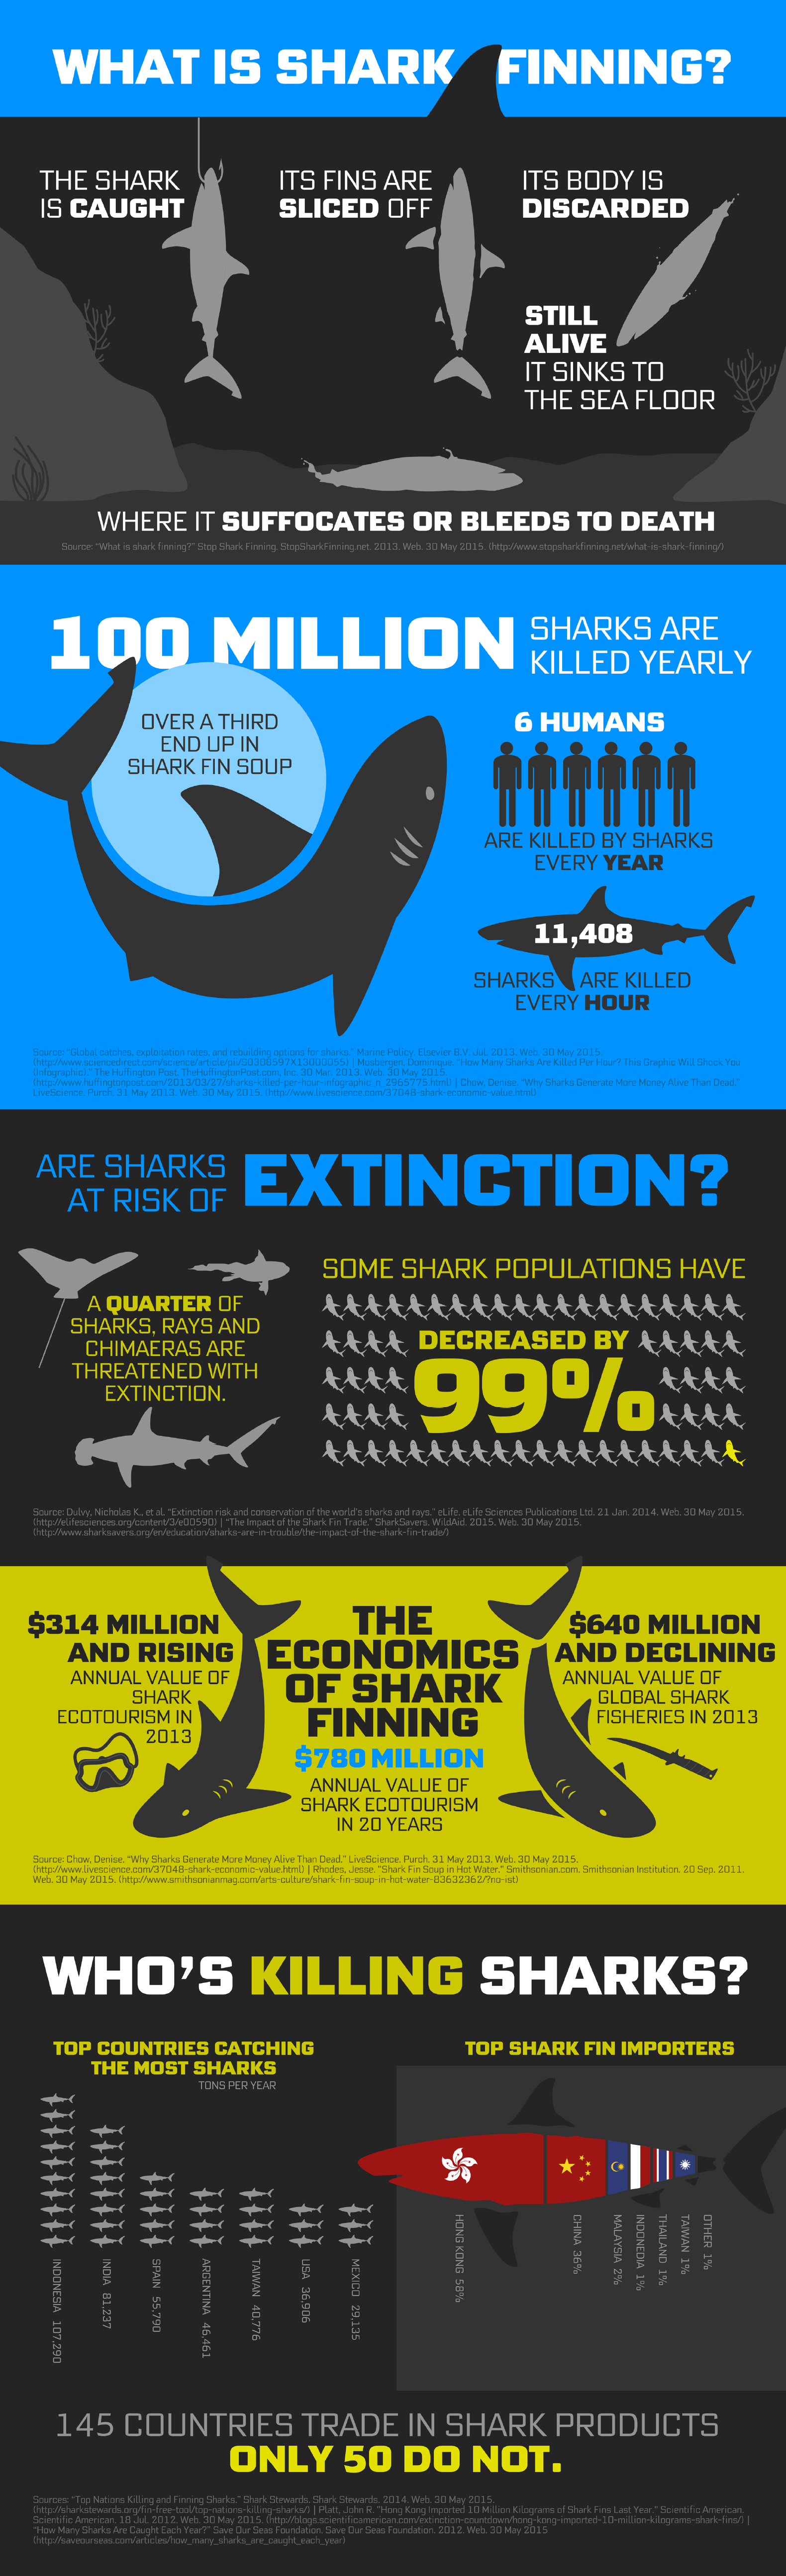 WHAT IS SHARK FINNING?
THE SHARK
IS CAUGHT
ITS FINS ARE
SLICED OFF
ITS BODY IS
DISCARDED
STILL
ALIVE
IT SINKS TO
THE SEA FLOOR
WHERE IT SUFFOCATES OR BLEEDS TO DEATH
Source: "What is shark finning?" Stop Shark Finning. StopSharkFinning.net. 2013. Web. 30 May 2015. (http://www.stopsharkfinning.net/what-is-shark-finning/)
100 MILLION
SHARKS ARE
KILLED YEARLY
OVER A THIRD
END UP IN
SHARK FIN SOUP
6 HUMANS
ARE KILLED BY SHARKS
EVERY YEAR
11,408
SHARKS ARE KILLED
EVERY HOUR
Source: "Global catches, exploitation rates, and rebuilding options for sharks." Marine Policy. Elsevier B.V. Jul. 2013. Web. 30 May 2015.
(http://www.sciencedirect.com/science/article/pii/S0308597X13000055) | Mosbergen, Dominique. "How Many Sharks Are Killed Per Hour? This Graphic Will Shock You
(Infographic)." The Huffington Post. TheHuffingtonPost.com, Inc. 30 Mar. 2013. Web. 30 May 2015.
(http://www.huffingtonpost.com/2013/03/27/sharks-killed-per-hour-infographic_n_2965775.html) | Chow, Denise. "Why Sharks Generate More Money Alive Than Dead."
LiveScience. Purch. 31 May 2013. Web. 30 May 2015. (http://www.livescience.com/37048-shark-economic-value.html)
ARE SHARKS
AT RISK OF
EXTINCTION?
A QUARTER OF
SHARKS, RAYS AND
CHIMAERAS ARE
THREATENED WITH
EXTINCTION.
SOME SHARK POPULATIONS HAVE
DECREASED BY
99%
Source: Dulvy, Nicholas K., et al. "Extinction risk and conservation of the world's sharks and rays." eLife. eLife Sciences Publications Ltd. 21 Jan. 2014. Web. 30 May 2015.
(http://elifesciences.org/content/3/e00590) | "The Impact of the Shark Fin Trade." SharkSavers. WildAid. 2015. Web. 30 May 2015.
(http://www.sharksavers.org/en/education/sharks-are-in-trouble/the-impact-of-the-shark-fin-trade/)
$314 MILLION
AND RISING
ANNUAL VALUE OF
SHARK
ECOTOURISM IN
2013
THE
ECONOMICS
OF SHARK
FINNING
$780 MILLION
ANNUAL VALUE OF
SHARK ECOTOURISM
IN 20 YEARS
$640 MILLION
AND DECLINING
ANNUAL VALUE OF
GLOBAL SHARK
FISHERIES IN 2013
Source: Chow, Denise. "Why Sharks Generate More Money Alive Than Dead." LiveScience. Purch. 31 May 2013. Web. 30 May 2015.
(http://www.livescience.com/37048-shark-economic-value.html) | Rhodes, Jesse. "Shark Fin Soup in Hot Water." Smithsonian.com. Smithsonian Institution. 20 Sep. 2011.
Web. 30 May 2015. (http://www.smithsonianmag.com/arts-culture/shark-fin-soup-in-hot-water-83632362/?no-ist)
WHO'S KILLING SHARKS?
TOP COUNTRIES CATCHING
THE MOST SHARKS
TONS PER YEAR
INDONESIA 107,290
INDIA 81,237
SPAIN 55,790
ARGENTINA 46,461
TAIWAN 40,776
USA 36,906
MEXICO 29,135
TOP SHARK FIN IMPORTERS
HONG KONG 58%
CHINA 36%
MALAYSIA 2%
INDONEDIA 1%
THAILAND 1%
TAIWAN 1%
OTHER 1%
145 COUNTRIES TRADE IN SHARK PRODUCTS
ONLY 50 DO NOT.
Sources: "Top Nations Killing and Finning Sharks." Shark Stewards. Shark Stewards. 2014. Web. 30 May 2015.
(http://sharkstewards.org/fin-free-tool/top-nations-killing-sharks/) | Platt, John R. "Hong Kong Imported 10 Million Kilograms of Shark Fins Last Year." Scientific American.
Scientific American. 18 Jul. 2012. Web. 30 May 2015. (http://blogs.scientificamerican.com/extinction-countdown/hong-kong-imported-10-million-kilograms-shark-fins/) |
"How Many Sharks Are Caught Each Year?" Save Our Seas Foundation. Save Our Seas Foundation. 2012. Web. 30 May 2015
(http://saveourseas.com/articles/how_many_sharks_are_caught_each_year)